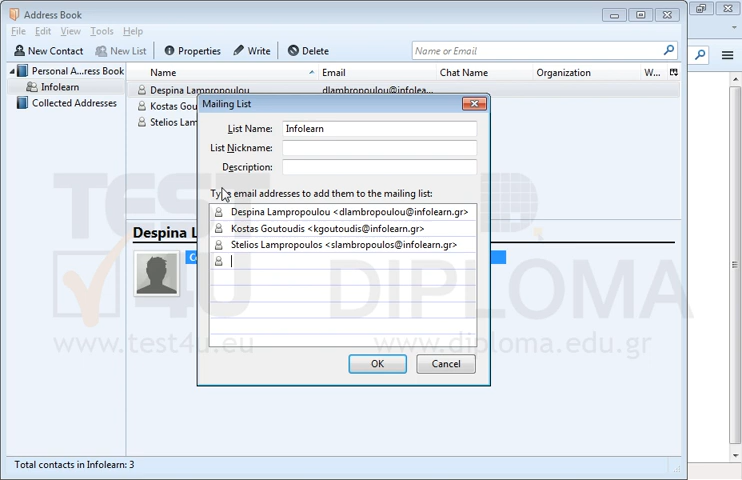 Address Book
File Edit View Tools Help
New Contact New List Properties Write Delete Name or Email
Personal A...ress Book
Infolearn
Collected Addresses
Name Email Chat Name Organization W...
Despina Lampropoulou dlambropoulou@infolea...
Kostas Gou
Stelios Lam
Mailing List
List Name: Infolearn
List Nickname:
Description:
Type email addresses to add them to the mailing list:
Despina Lampropoulou <dlambropoulou@infolearn.gr>
Kostas Goutoudis <kgoutoudis@infolearn.gr>
Stelios Lampropoulos <slambropoulos@infolearn.gr>
OK Cancel
Despina L
TEST
4U
DIPLOMA
www.test4u.eu www.diploma.edu.gr
Total contacts in Infolearn: 3